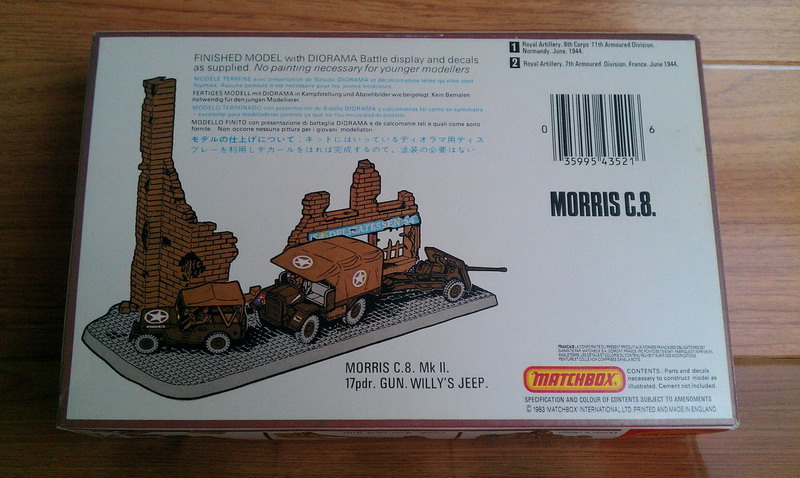 FINISHED MODEL with DIORAMA Battle display and decals
as supplied. No painting necessary for younger modellers
MODÈLE TERMINÉ avec présentation de Bataille DIORAMA et décalcomanies telles qu'elles sont
fournies. Aucune peinture n'est nécessaire pour les jeunes modéleurs.
FERTIGES MODELL mit DIORAMA in Kampfstellung und Abziehbilder wie beigelegt. Kein Bemalen
notwendig für den jungen Modellierer.
MODELO TERMINADO con presentación de Batalla DIORAMA y calcomanías tal como se suministra
MODELLO FINITO con presentazione di battaglia DIORAMA e de calcomanie tali e quali come sono
fornite. Non occorre nessuna pittura per i giovani modellatori.
モデルの仕上げについて：キットにはいっているディオラマ用ディス
プレーを利用しデカールをはれば完成するので、塗装の必要はない
1 Royal Artillery, 8th Corps 11th Armoured Division,
Normandy, June, 1944.
2 Royal Artillery, 7th Armoured Division, France, June 1944.
0 35995 43521 6
MORRIS C.8.
54 DELICATESSEN 54
MORRIS C.8. Mk II.
17pdr. GUN. WILLY'S JEEP.
MATCHBOX
CONTENTS: Parts and decals
necessary to construct model as
illustrated. Cement not included.
SPECIFICATION AND COLOUR OF CONTENTS SUBJECT TO AMENDMENTS
© 1983 'MATCHBOX' INTERNATIONAL LTD. PRINTED AND MADE IN ENGLAND